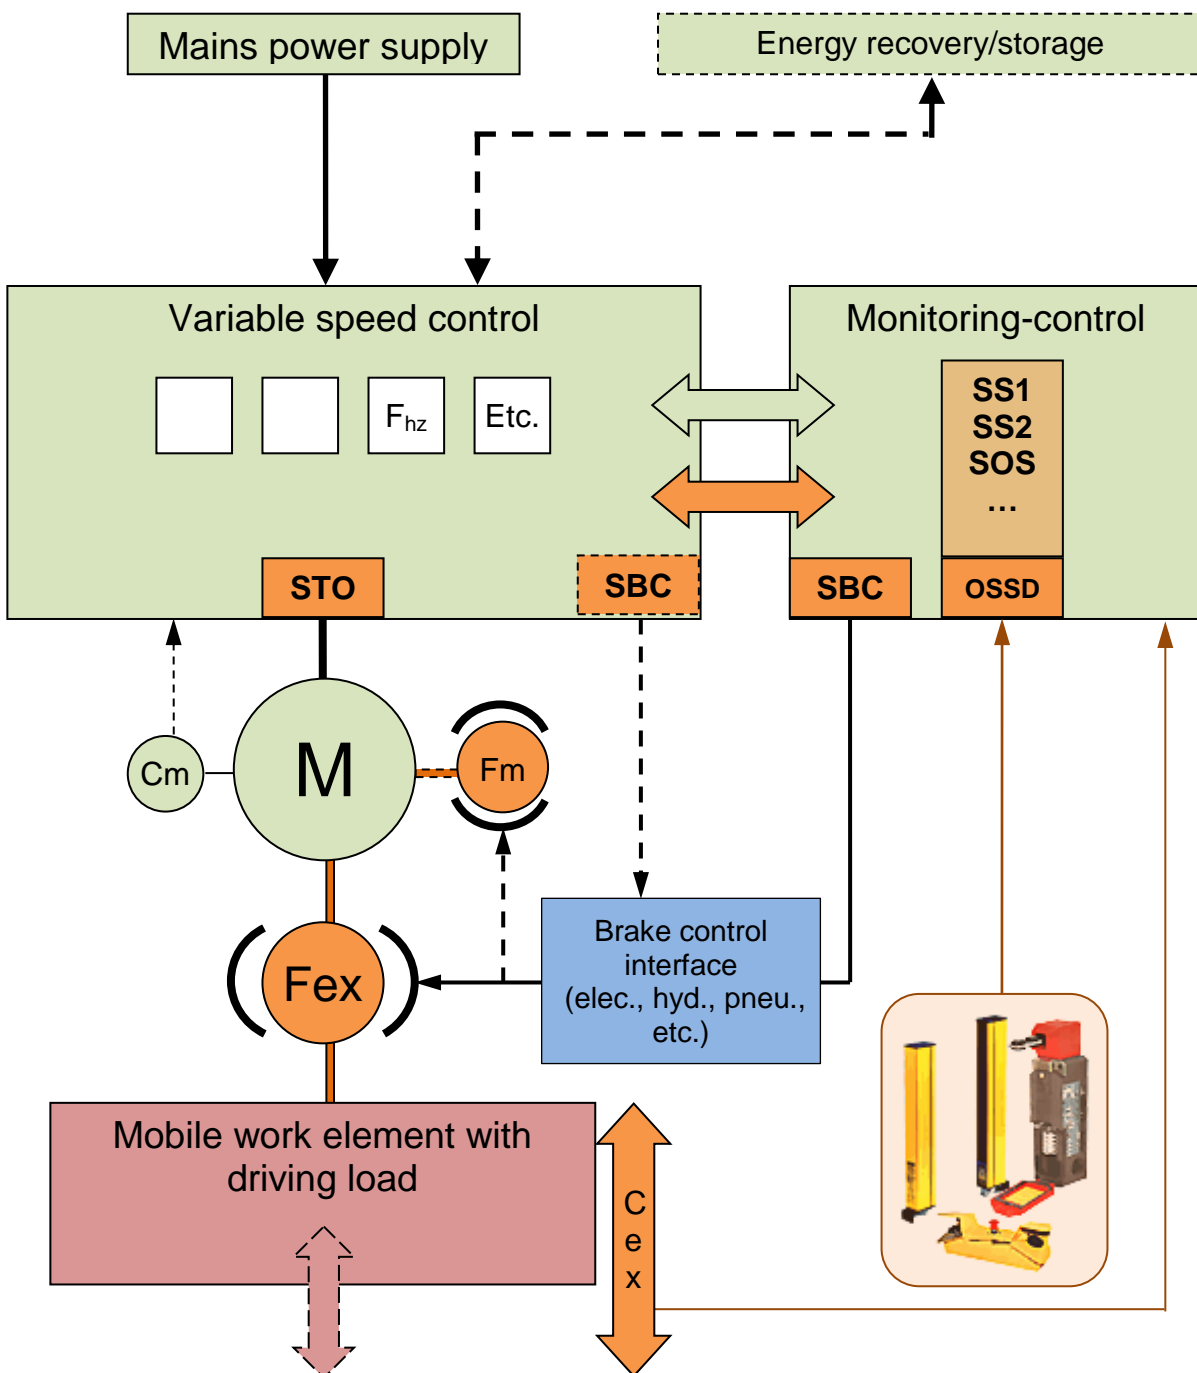 Mains power supply
Energy recovery/storage
Variable speed control
Monitoring-control
F_hz
Etc.
SS1
SS2
SOS
...
STO
SBC
SBC
OSSD
Cm
M
Fm
Fex
Brake control
interface
(elec., hyd., pneu.,
etc.)
Mobile work element with
driving load
C
e
x